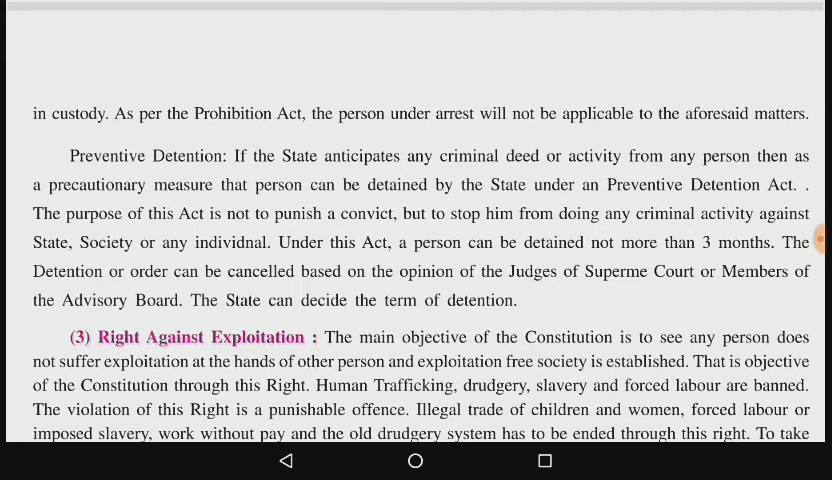 in custody. As per the Prohibition Act, the person under arrest will not be applicable to the aforesaid matters.
Preventive Detention: If the State anticipates any criminal deed or activity from any person then as
a precautionary measure that person can be detained by the State under an Preventive Detention Act. .
The purpose of this Act is not to punish a convict, but to stop him from doing any criminal activity against
State, Society or any individnal. Under this Act, a person can be detained not more than 3 months. The
Detention or order can be cancelled based on the opinion of the Judges of Superme Court or Members of
the Advisory Board. The State can decide the term of detention.
(3) Right Against Exploitation : The main objective of the Constitution is to see any person does
not suffer exploitation at the hands of other person and exploitation free society is established. That is objective
of the Constitution through this Right. Human Trafficking, drudgery, slavery and forced labour are banned.
The violation of this Right is a punishable offence. Illegal trade of children and women, forced labour or
imposed slavery, work without pay and the old drudgery system has to be ended through this right. To take